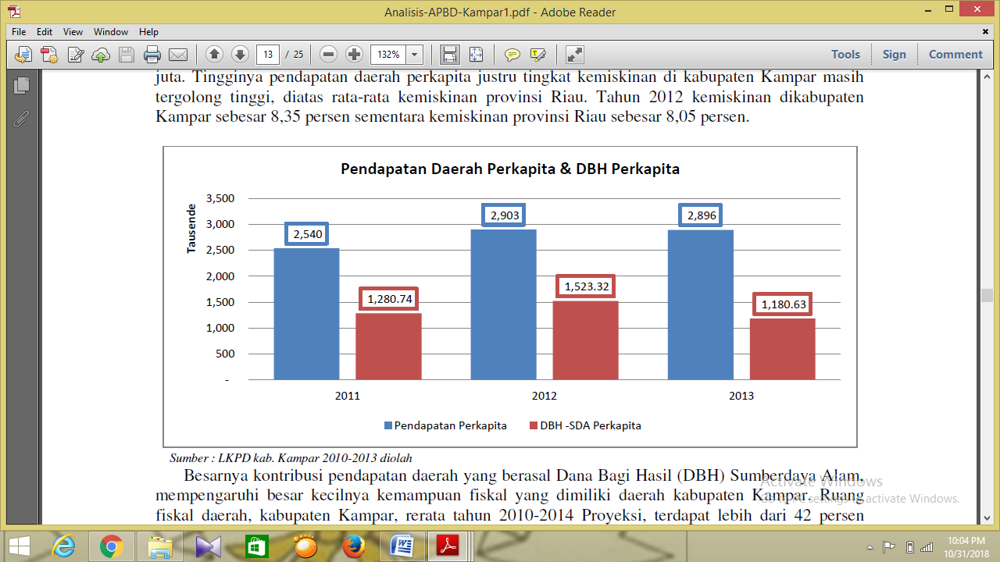 Analisis-APBD-Kampar1.pdf - Adobe Reader
File Edit View Window Help
13 / 25 132% Tools Sign Comment
juta. Tingginya pendapatan daerah perkapita justru tingkat kemiskinan di kabupaten Kampar masih
tergolong tinggi, diatas rata-rata kemiskinan provinsi Riau. Tahun 2012 kemiskinan dikabupaten
Kampar sebesar 8,35 persen sementara kemiskinan provinsi Riau sebesar 8,05 persen.
Pendapatan Daerah Perkapita & DBH Perkapita
Tausende
3,500
3,000
2,500
2,000
1,500
1,000
500
-
2,540
1,280.74
2,903
1,523.32
2,896
1,180.63
2011 2012 2013
Pendapatan Perkapita DBH -SDA Perkapita
Sumber : LKPD kab. Kampar 2010-2013 diolah
Besarnya kontribusi pendapatan daerah yang berasal Dana Bagi Hasil (DBH) Sumberdaya Alam,
mempengaruhi besar kecilnya kemampuan fiskal yang dimiliki daerah kabupaten Kampar. Ruang
fiskal daerah, kabupaten Kampar, rerata tahun 2010-2014 Proyeksi, terdapat lebih dari 42 persen
Activate Windows
Go to PC settings to activate Windows.
10:04 PM
10/31/2018